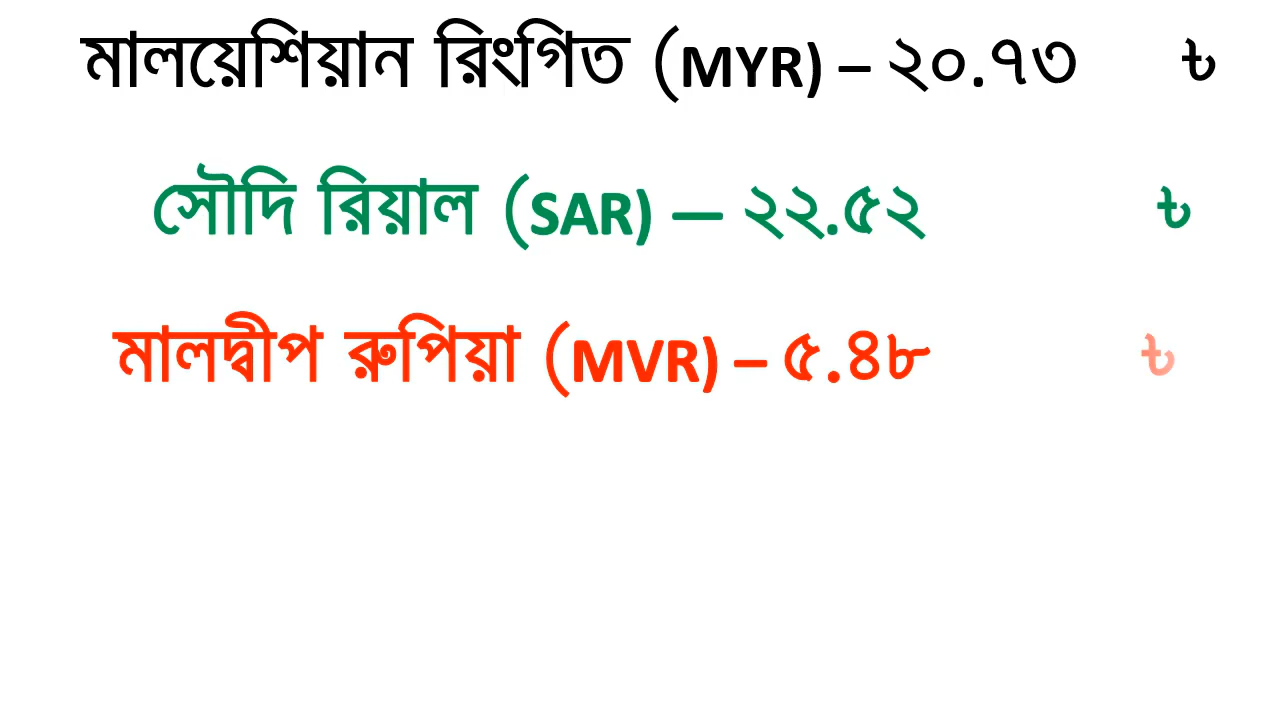 মালয়েশিয়ান রিংগিত (MYR) – ২০.৭৩ ৳
সৌদি রিয়াল (SAR) — ২২.৫২ ৳
মালদ্বীপ রুপিয়া (MVR) – ৫.৪৮ ৳